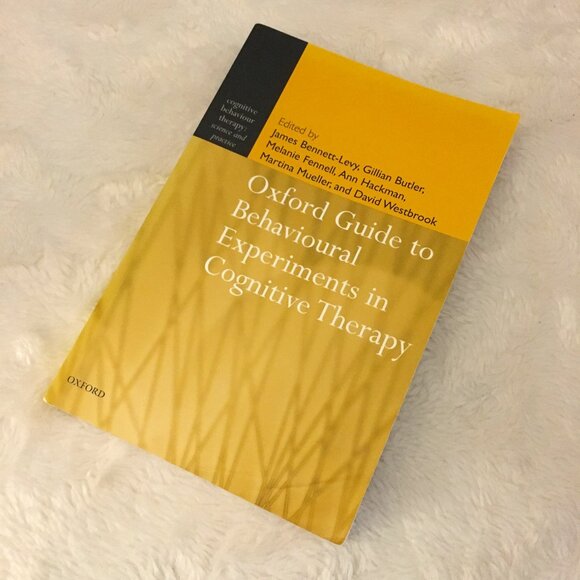 cognitive
behaviour
therapy:
science and
practice
Edited by
James Bennett-Levy, Gillian Butler,
Melanie Fennell, Ann Hackman,
Martina Mueller, and David Westbrook
Oxford Guide to
Behavioural
Experiments in
Cognitive Therapy
OXFORD